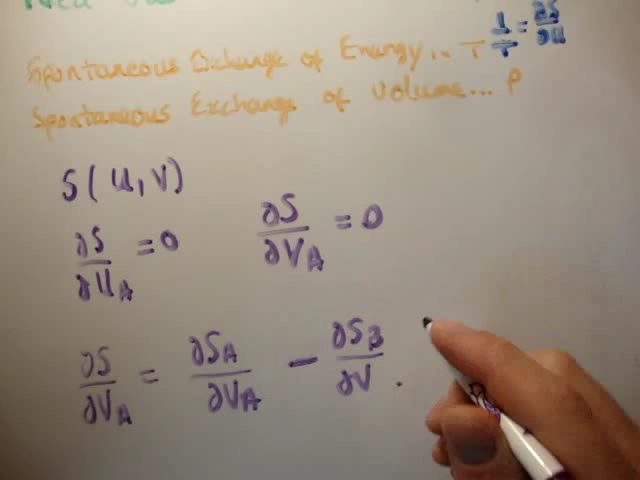 Spontaneous Exchange of Energy... T 1/T = ∂S/∂U
Spontaneous Exchange of Volume... P
S(U, V)
∂S/∂U_A = 0 ∂S/∂V_A = 0
∂S/∂V_A = ∂S_A/∂V_A - ∂S_B/∂V.